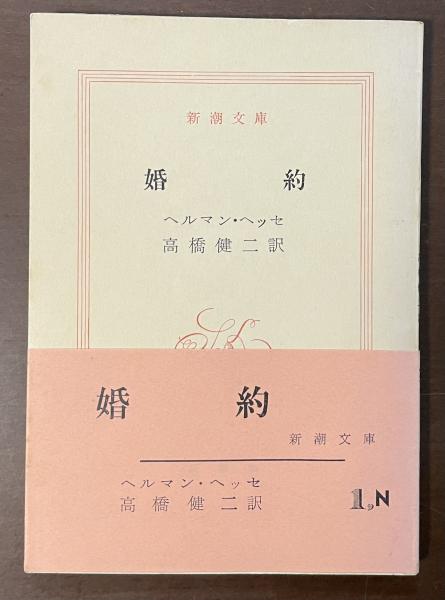 新潮文庫
婚約
ヘルマン・ヘッセ
高橋健二訳
婚約
新潮文庫
ヘルマン・ヘッセ
高橋健二訳
1,N